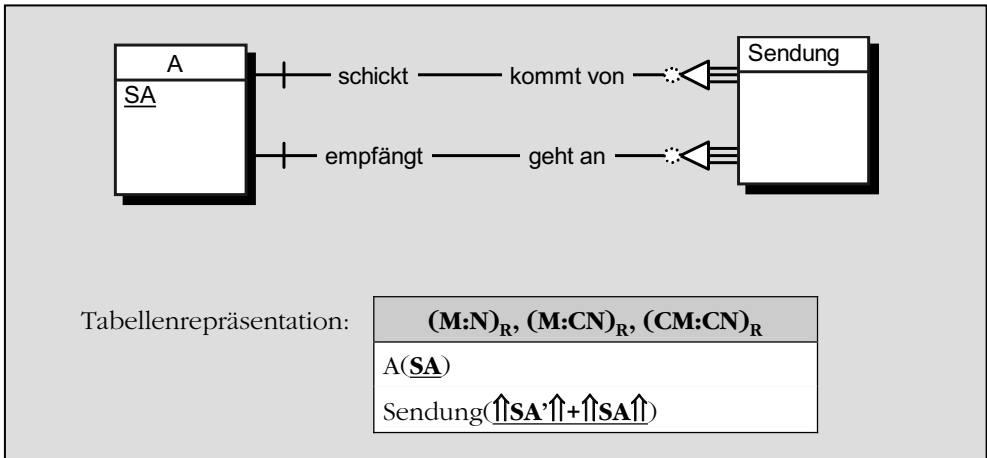 A
SA
Sendung
schickt kommt von
empfängt geht an
Tabellenrepräsentation:
(M:N)R, (M:CN)R, (CM:CN)R
A(SA)
Sendung(⇑SA’⇑+⇑SA⇑)